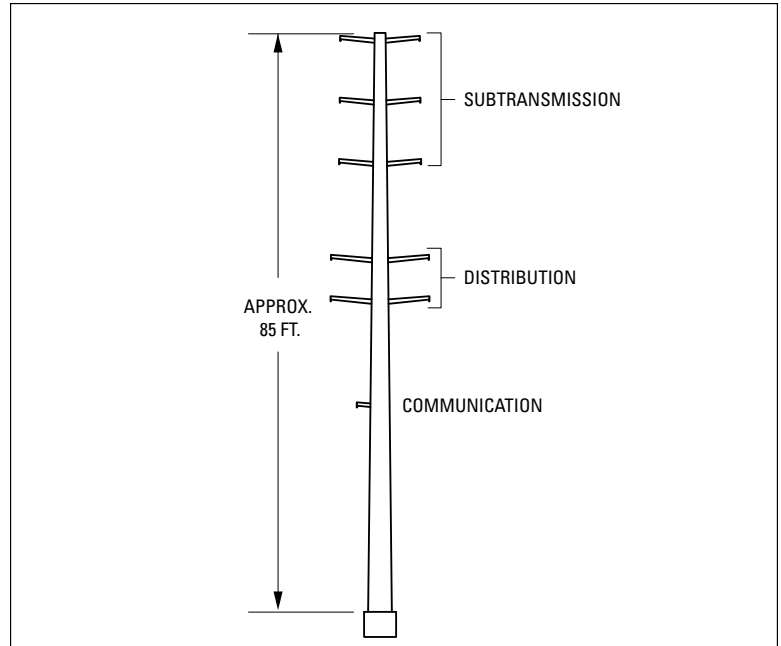 SUBTRANSMISSION
DISTRIBUTION
APPROX.
85 FT.
COMMUNICATION